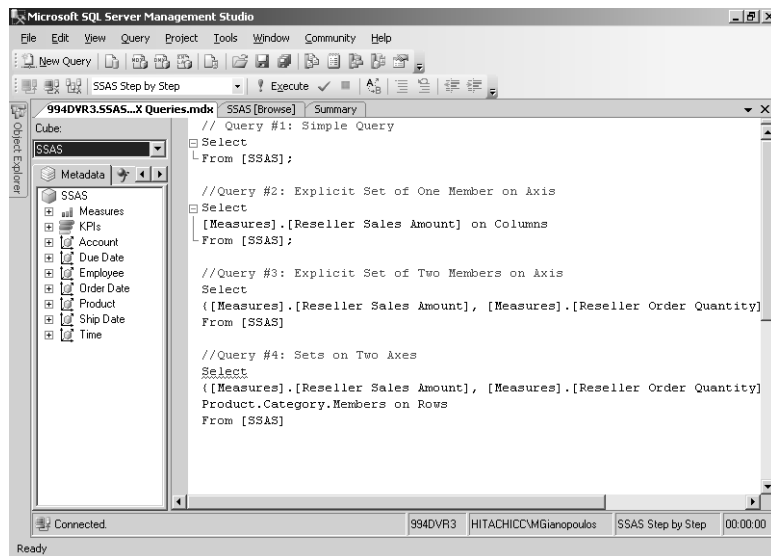 Microsoft SQL Server Management Studio
File Edit View Query Project Tools Window Community Help
New Query
SSAS Step by Step Execute
994DVR3.SSAS...X Queries.mdx SSAS [Browse] Summary
Object Explorer
Cube:
SSAS
Metadata
SSAS
Measures
KPIs
Account
Due Date
Employee
Order Date
Product
Ship Date
Time
// Query #1: Simple Query
Select
From [SSAS];
//Query #2: Explicit Set of One Member on Axis
Select
[Measures].[Reseller Sales Amount] on Columns
From [SSAS];
//Query #3: Explicit Set of Two Members on Axis
Select
{[Measures].[Reseller Sales Amount], [Measures].[Reseller Order Quantity]
From [SSAS]
//Query #4: Sets on Two Axes
Select
{[Measures].[Reseller Sales Amount], [Measures].[Reseller Order Quantity]
Product.Category.Members on Rows
From [SSAS]
Connected. 994DVR3 HITACHICC\MGianopoulos SSAS Step by Step 00:00:00
Ready